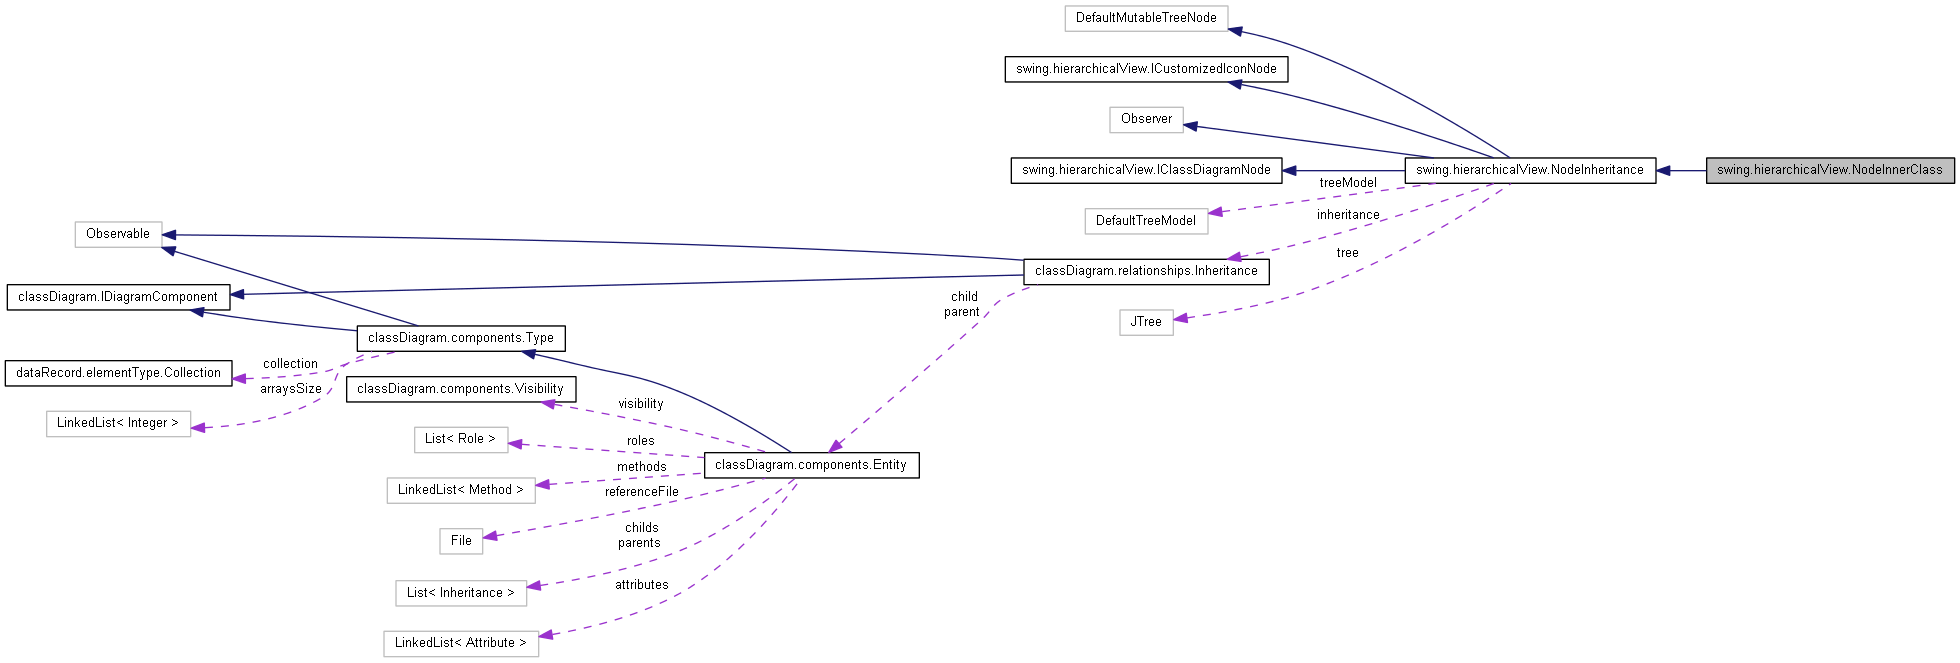 DefaultMutableTreeNode
swing.hierarchicalView.ICustomizedIconNode
Observer
swing.hierarchicalView.IClassDiagramNode
swing.hierarchicalView.NodeInheritance
swing.hierarchicalView.NodeInnerClass
treeModel
DefaultTreeModel
inheritance
tree
Observable
classDiagram.relationships.Inheritance
classDiagram.IDiagramComponent
child
parent
JTree
classDiagram.components.Type
collection
dataRecord.elementType.Collection
arraysSize
classDiagram.components.Visibility
visibility
LinkedList< Integer >
List< Role >
roles
classDiagram.components.Entity
methods
LinkedList< Method >
referenceFile
File
childs
parents
List< Inheritance >
attributes
LinkedList< Attribute >